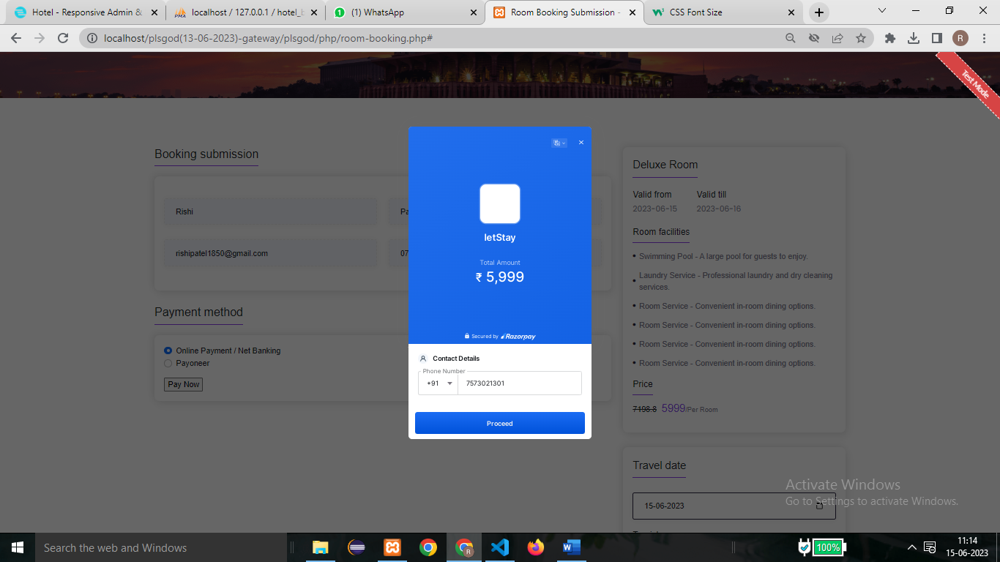 Hotel - Responsive Admin &
localhost / 127.0.0.1 / hotel_b
(1) WhatsApp
Room Booking Submission -
CSS Font Size
localhost/plsgod(13-06-2023)-gateway/plsgod/php/room-booking.php#
R
Test Mode
Booking submission
Rishi
Pa
rishipatel1850@gmail.com
07
Payment method
Online Payment / Net Banking
Payoneer
Pay Now
letStay
Total Amount
₹ 5,999
Secured by Razorpay
Contact Details
Phone Number
+91 7573021301
Proceed
Deluxe Room
Valid from Valid till
2023-06-15 2023-06-16
Room facilities
Swimming Pool - A large pool for guests to enjoy.
Laundry Service - Professional laundry and dry cleaning
services.
Room Service - Convenient in-room dining options.
Room Service - Convenient in-room dining options.
Room Service - Convenient in-room dining options.
Room Service - Convenient in-room dining options.
Price
7198.8 5999/Per Room
Travel date
15-06-2023
Activate Windows
Go to Settings to activate Windows.
Search the web and Windows
100%
11:14
15-06-2023